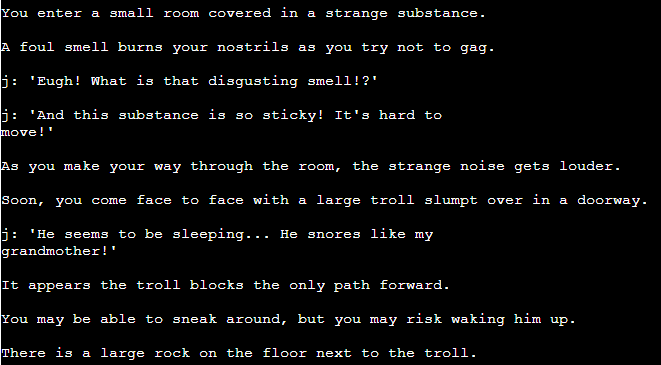 You enter a small room covered in a strange substance.
A foul smell burns your nostrils as you try not to gag.
j: 'Eugh! What is that disgusting smell!?'
j: 'And this substance is so sticky! It's hard to
move!'
As you make your way through the room, the strange noise gets louder.
Soon, you come face to face with a large troll slumpt over in a doorway.
j: 'He seems to be sleeping... He snores like my
grandmother!'
It appears the troll blocks the only path forward.
You may be able to sneak around, but you may risk waking him up.
There is a large rock on the floor next to the troll.